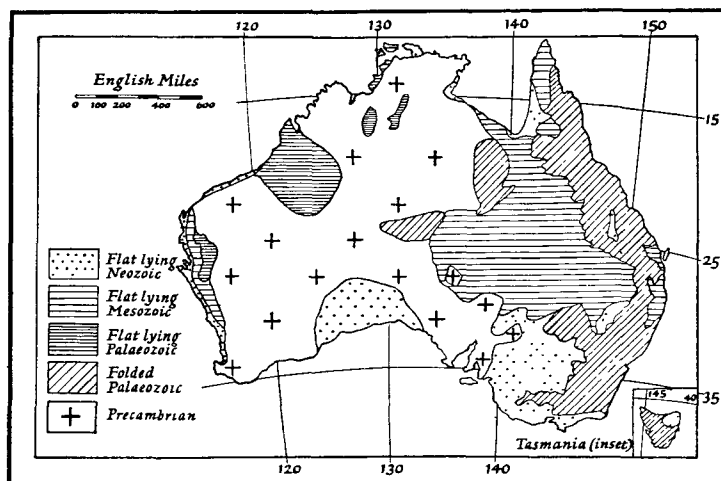 120 130 140 150
English Miles
0 100 200 400 600
15
25
35
Flat lying
Neozoic
Flat lying
Mesozoic
Flat lying
Palaeozoic
Folded
Palaeozoic
Precambrian
145 40
Tasmania (inset)
120 130 140